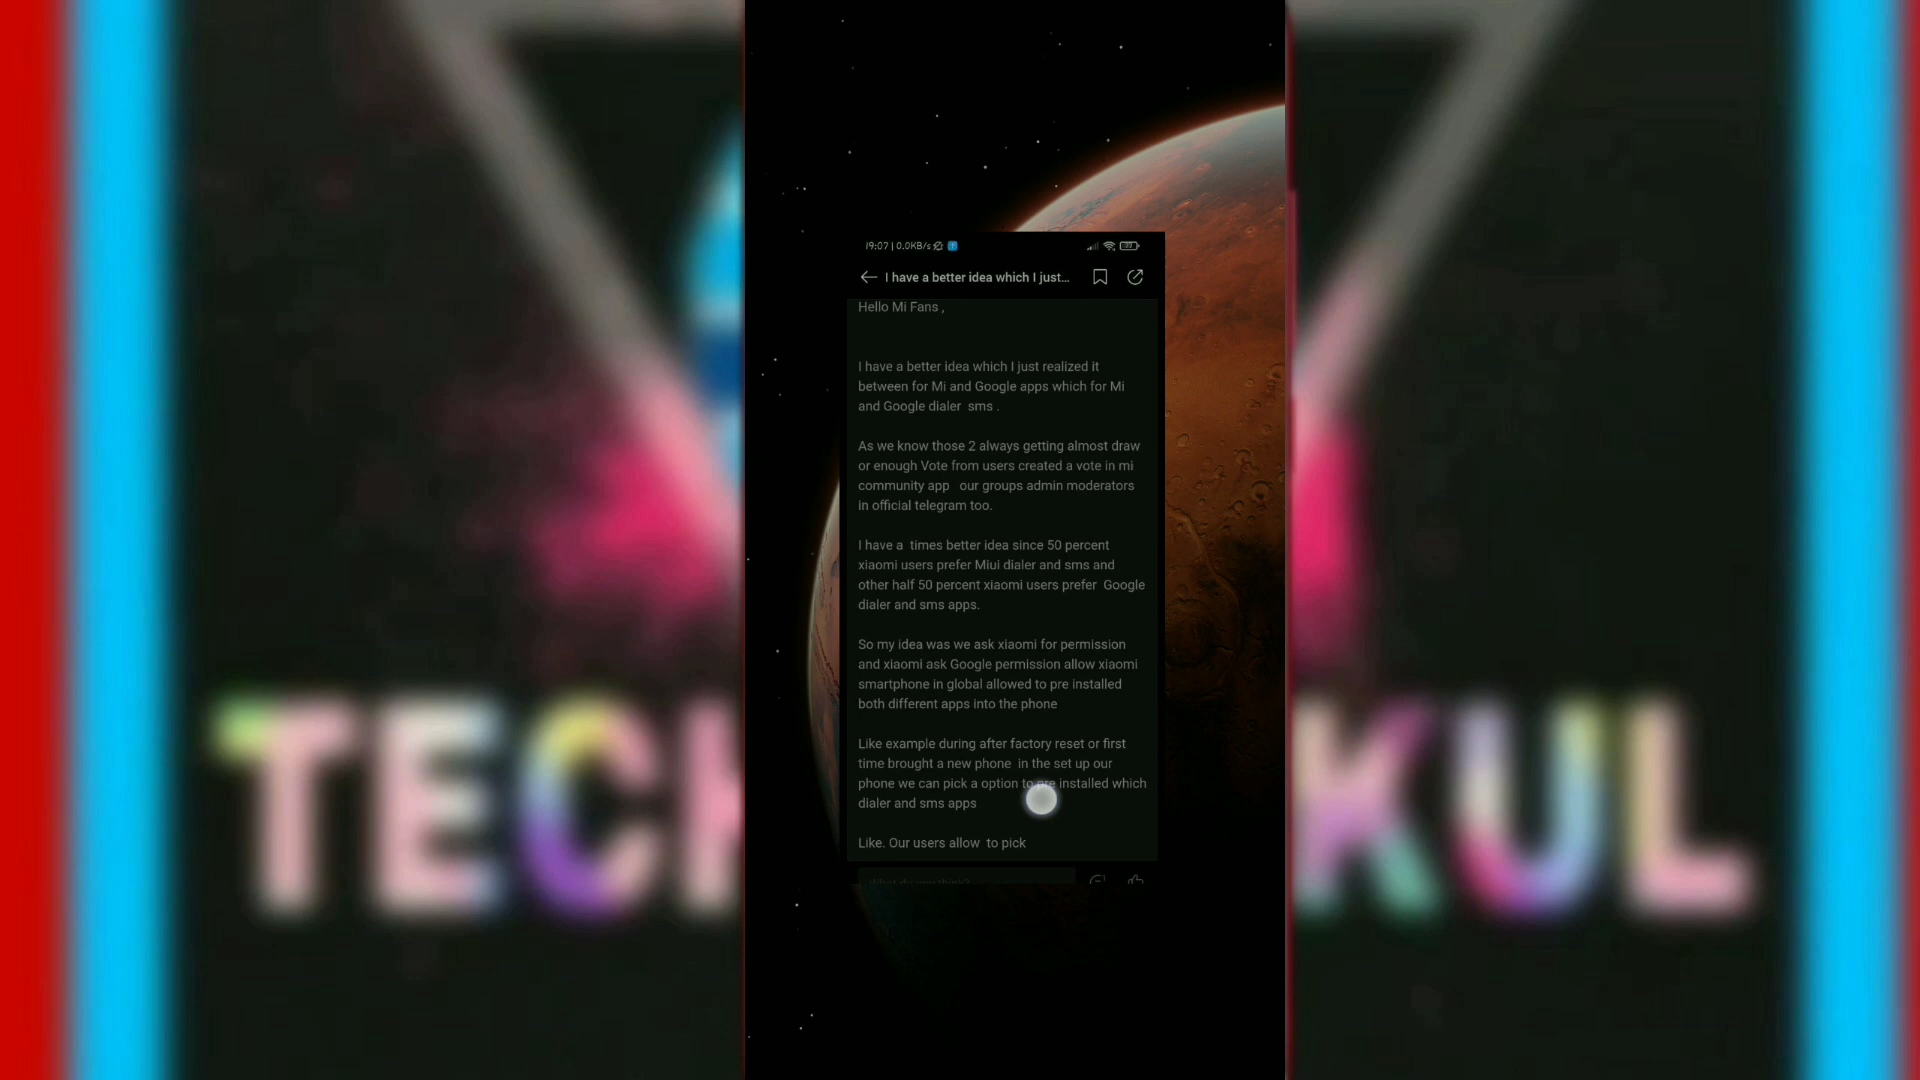 19:07 | 0.0KB/s
I have a better idea which I just...
Hello Mi Fans ,
I have a better idea which I just realized it
between for Mi and Google apps which for Mi
and Google dialer sms .
As we know those 2 always getting almost draw
or enough Vote from users created a vote in mi
community app our groups admin moderators
in official telegram too.
I have a times better idea since 50 percent
xiaomi users prefer Miui dialer and sms and
other half 50 percent xiaomi users prefer Google
dialer and sms apps.
So my idea was we ask xiaomi for permission
and xiaomi ask Google permission allow xiaomi
smartphone in global allowed to pre installed
both different apps into the phone
Like example during after factory reset or first
time brought a new phone in the set up our
phone we can pick a option to pre installed which
dialer and sms apps
Like. Our users allow to pick
What do you think?
TEC
KUL